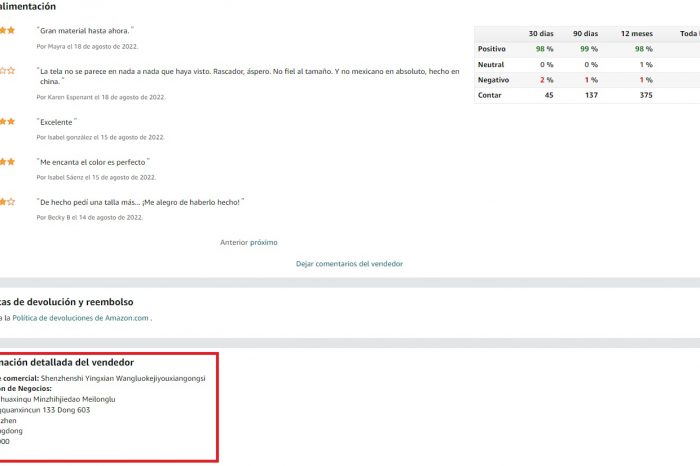 alimentación
"Gran material hasta ahora."
Por Mayra el 18 de agosto de 2022.
"La tela no se parece en nada a nada que haya visto. Rascador, áspero. No fiel al tamaño. Y no mexicano en absoluto, hecho en
china."
Por Karen Espenant el 18 de agosto de 2022.
"Excelente"
Por Isabel gonzález el 15 de agosto de 2022.
"Me encanta el color es perfecto"
Por Isabel Sáenz el 15 de agosto de 2022.
"De hecho pedí una talla más... ¡Me alegro de haberlo hecho!"
Por Becky B el 14 de agosto de 2022.
Anterior próximo
Dejar comentarios del vendedor
30 dias 90 dias 12 meses Toda l
Positivo 98 % 99 % 98 %
Neutral 0 % 0 % 1 %
Negativo 2 % 1 % 1 %
Contar 45 137 375
cas de devolución y reembolso
a la Política de devoluciones de Amazon.com .
mación detallada del vendedor
e comercial: Shenzhenshi Yingxian Wangluokejiyouxiangongsi
ón de Negocios:
huaxinqu Minzhihjiedao Meilonglu
gquanxincun 133 Dong 603
zhen
gdong
000